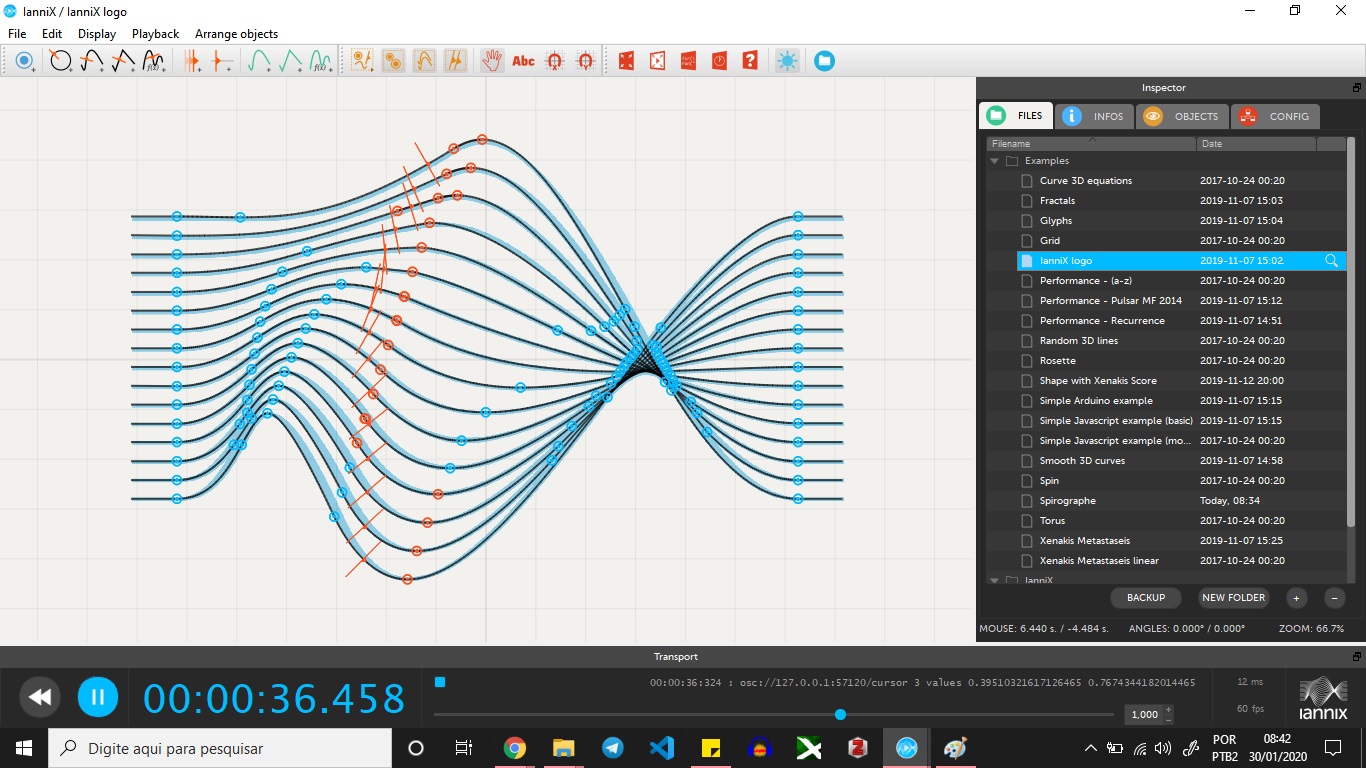 IanniX / IanniX logo
File Edit Display Playback Arrange objects
f(x) f(x) Abc ?
Inspector
FILES INFOS OBJECTS CONFIG
Filename Date
Examples
Curve 3D equations 2017-10-24 00:20
Fractals 2019-11-07 15:03
Glyphs 2019-11-07 15:04
Grid 2017-10-24 00:20
IanniX logo 2019-11-07 15:02
Performance - (a-z) 2017-10-24 00:20
Performance - Pulsar MF 2014 2019-11-07 15:12
Performance - Recurrence 2019-11-07 14:51
Random 3D lines 2017-10-24 00:20
Rosette 2017-10-24 00:20
Shape with Xenakis Score 2019-11-12 20:00
Simple Arduino example 2019-11-07 15:15
Simple Javascript example (basic) 2019-11-07 15:15
Simple Javascript example (mo... 2017-10-24 00:20
Smooth 3D curves 2019-11-07 14:58
Spin 2017-10-24 00:20
Spirographe Today, 08:34
Torus 2017-10-24 00:20
Xenakis Metastaseis 2019-11-07 15:25
Xenakis Metastaseis linear 2017-10-24 00:20
IanniX
BACKUP NEW FOLDER + −
MOUSE: 6.440 s. / -4.484 s. ANGLES: 0.000° / 0.000° ZOOM: 66.7%
Transport
00:00:36.458
00:00:36:324 : osc://127.0.0.1:57120/cursor 3 values 0.39510321617126465 0.7674344182014465
1,000
12 ms
60 fps
iannix
Digite aqui para pesquisar
POR
PTB2
08:42
30/01/2020